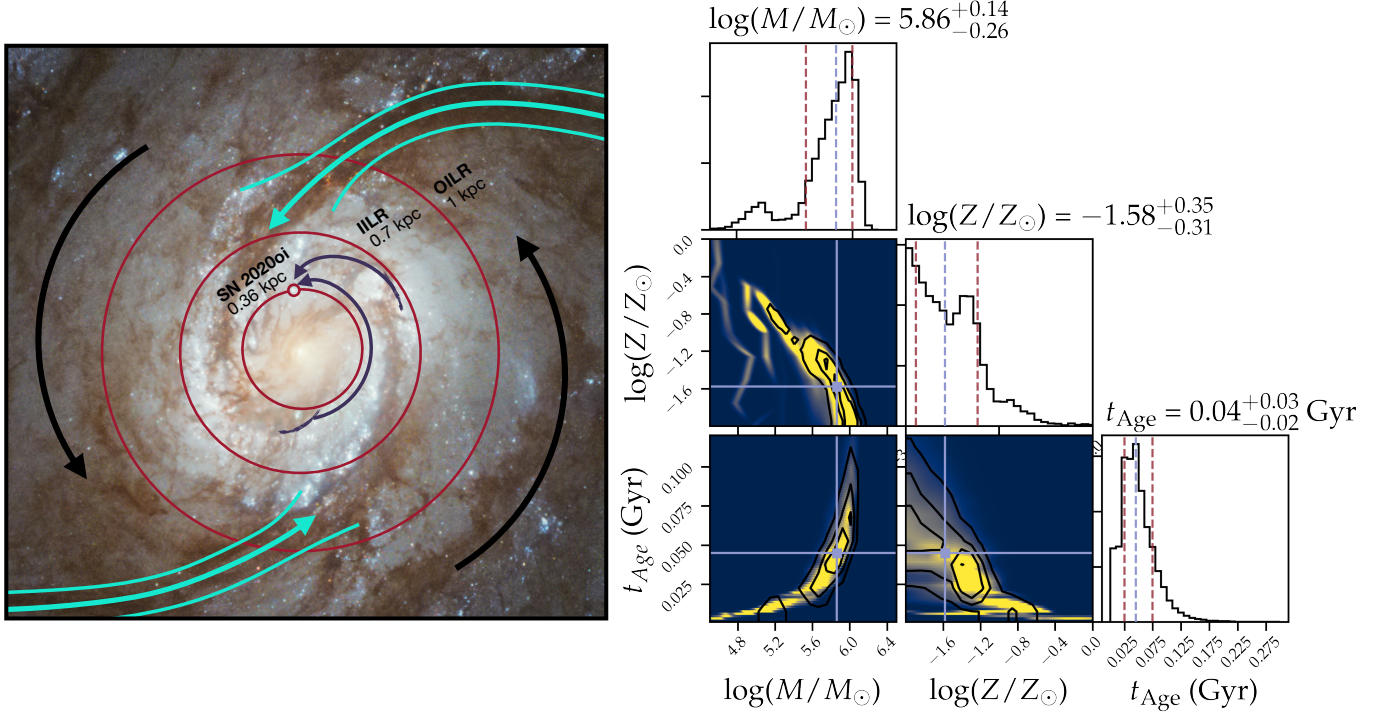 OILR
1 kpc
IILR
0.7 kpc
SN 2020oi
0.36 kpc
log(M/M☉) = 5.86 +0.14 −0.26
log(Z/Z☉) = −1.58 +0.35 −0.31
0.0
−0.4
−0.8
−1.2
−1.6
log(Z/Z☉)
t_Age = 0.04 +0.03 −0.02 Gyr
0.100
0.075
0.050
0.025
t_Age (Gyr)
4.8 5.2 5.6 6.0 6.4
−1.6 −1.2 −0.8 −0.4 0.0
0.025 0.075 0.125 0.175 0.225 0.275
log(M/M☉)
log(Z/Z☉)
t_Age (Gyr)